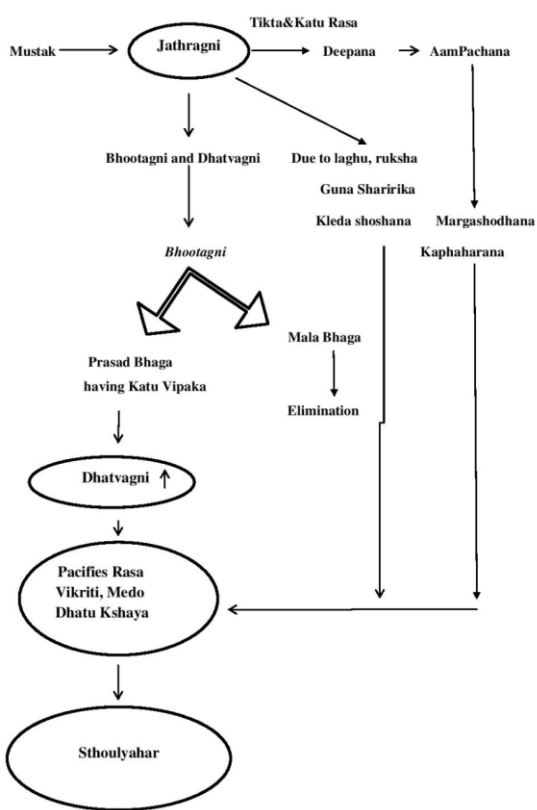 Tikta&Katu Rasa
Mustak
Jathragni
Deepana
AamPachana
Bhootagni and Dhatvagni
Due to laghu, ruksha
Guna Sharirika
Kleda shoshana
Margashodhana
Kaphaharana
Bhootagni
Mala Bhaga
Prasad Bhaga
having Katu Vipaka
Elimination
Dhatvagni
Pacifies Rasa
Vikriti, Medo
Dhatu Kshaya
Sthoulyahar